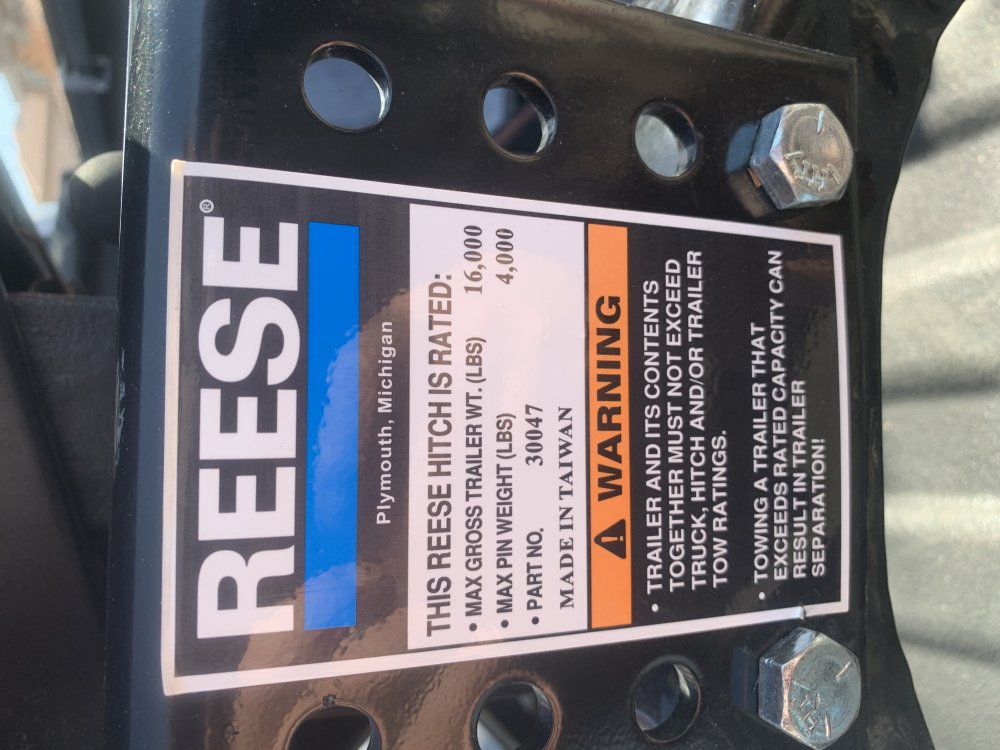 REESE®
Plymouth, Michigan
THIS REESE HITCH IS RATED:
• MAX GROSS TRAILER WT. (LBS) 16,000
• MAX PIN WEIGHT (LBS) 4,000
• PART NO. 30047
MADE IN TAIWAN
WARNING
• TRAILER AND ITS CONTENTS
TOGETHER MUST NOT EXCEED
TRUCK, HITCH AND/OR TRAILER
TOW RATINGS.
• TOWING A TRAILER THAT
EXCEEDS RATED CAPACITY CAN
RESULT IN TRAILER
SEPARATION!